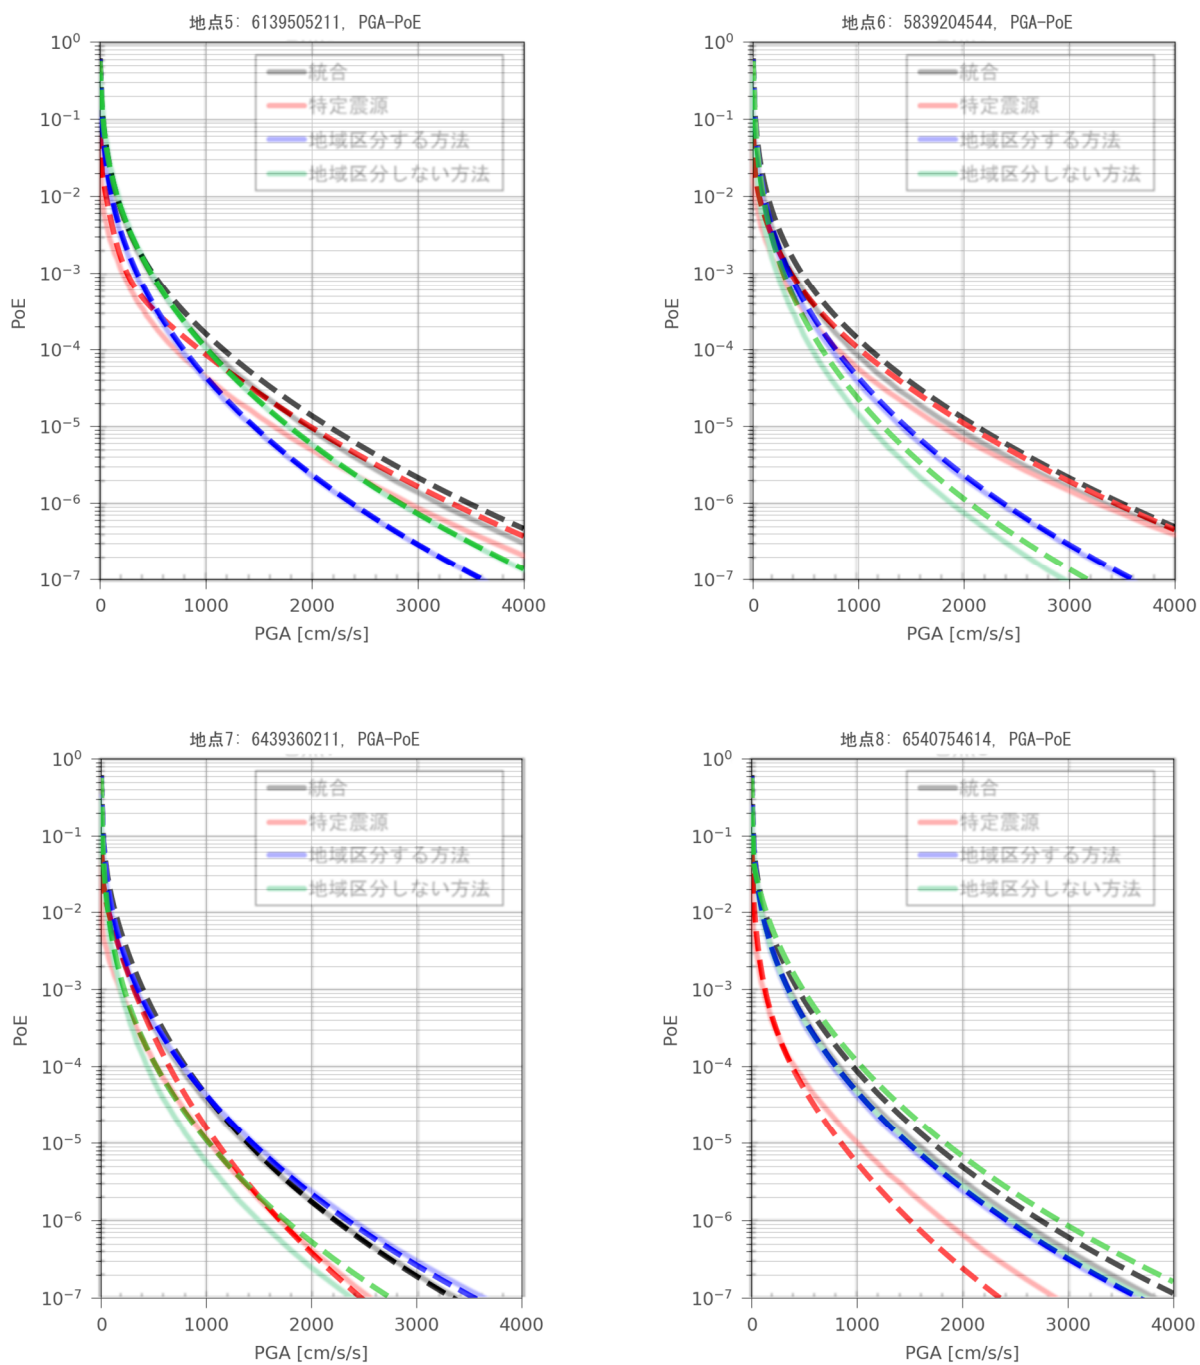 地点5: 6139505211, PGA-PoE
10⁰
10⁻¹
10⁻²
10⁻³
10⁻⁴
10⁻⁵
10⁻⁶
10⁻⁷
PoE
統合
特定震源
地域区分する方法
地域区分しない方法
0 1000 2000 3000 4000
PGA [cm/s/s]
地点6: 5839204544, PGA-PoE
10⁰
10⁻¹
10⁻²
10⁻³
10⁻⁴
10⁻⁵
10⁻⁶
10⁻⁷
PoE
統合
特定震源
地域区分する方法
地域区分しない方法
0 1000 2000 3000 4000
PGA [cm/s/s]
地点7: 6439360211, PGA-PoE
10⁰
10⁻¹
10⁻²
10⁻³
10⁻⁴
10⁻⁵
10⁻⁶
10⁻⁷
PoE
統合
特定震源
地域区分する方法
地域区分しない方法
0 1000 2000 3000 4000
PGA [cm/s/s]
地点8: 6540754614, PGA-PoE
10⁰
10⁻¹
10⁻²
10⁻³
10⁻⁴
10⁻⁵
10⁻⁶
10⁻⁷
PoE
統合
特定震源
地域区分する方法
地域区分しない方法
0 1000 2000 3000 4000
PGA [cm/s/s]